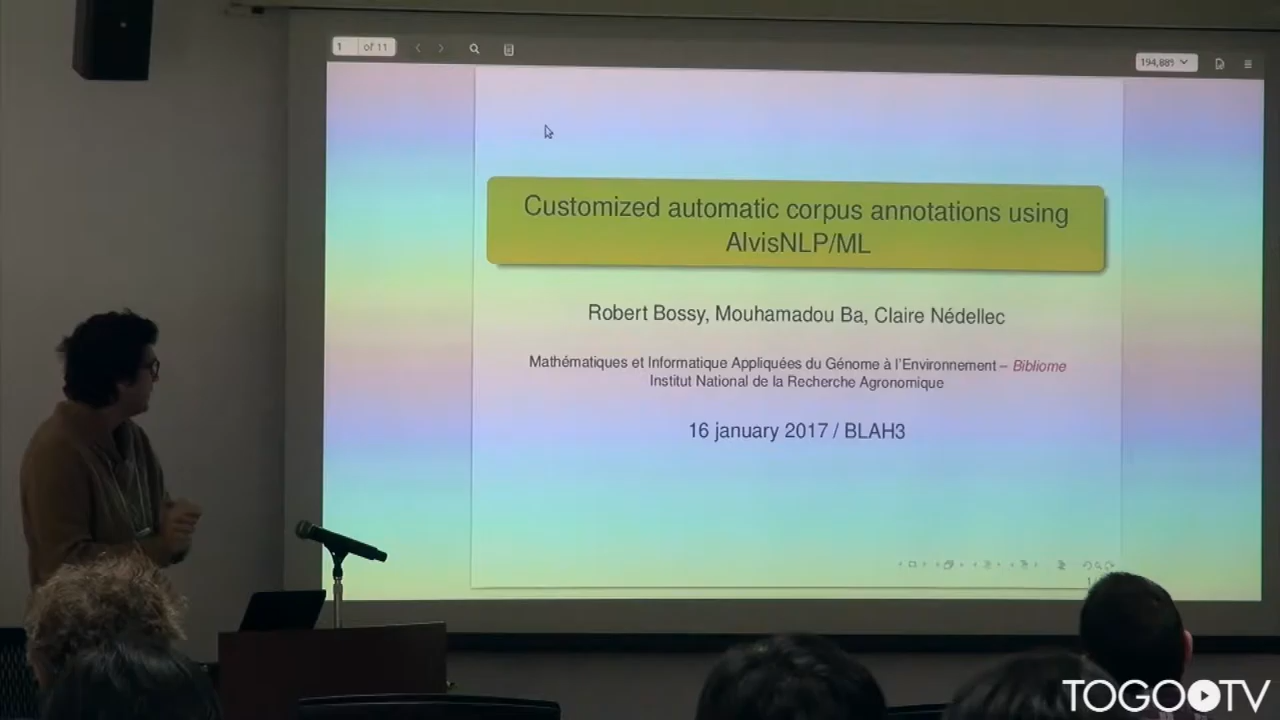 1 of 11
Customized automatic corpus annotations using
AlvisNLP/ML
Robert Bossy, Mouhamadou Ba, Claire Nédellec
Mathématiques et Informatique Appliquées du Génome à l'Environnement – Bibliome
Institut National de la Recherche Agronomique
16 january 2017 / BLAH3
TOGO TV